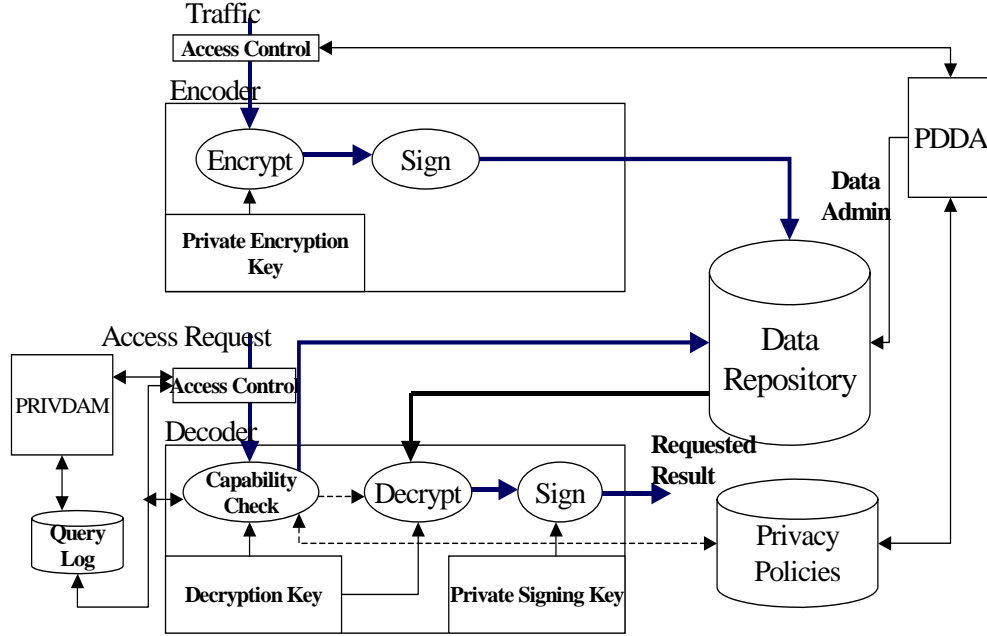 Traffic
Access Control
Encoder
Encrypt
Sign
PDDA
Private Encryption
Key
Data
Admin
Data
Repository
Access Request
Access Control
PRIVDAM
Decoder
Capability
Check
Decrypt
Sign
Requested
Result
Query
Log
Privacy
Policies
Decryption Key
Private Signing Key